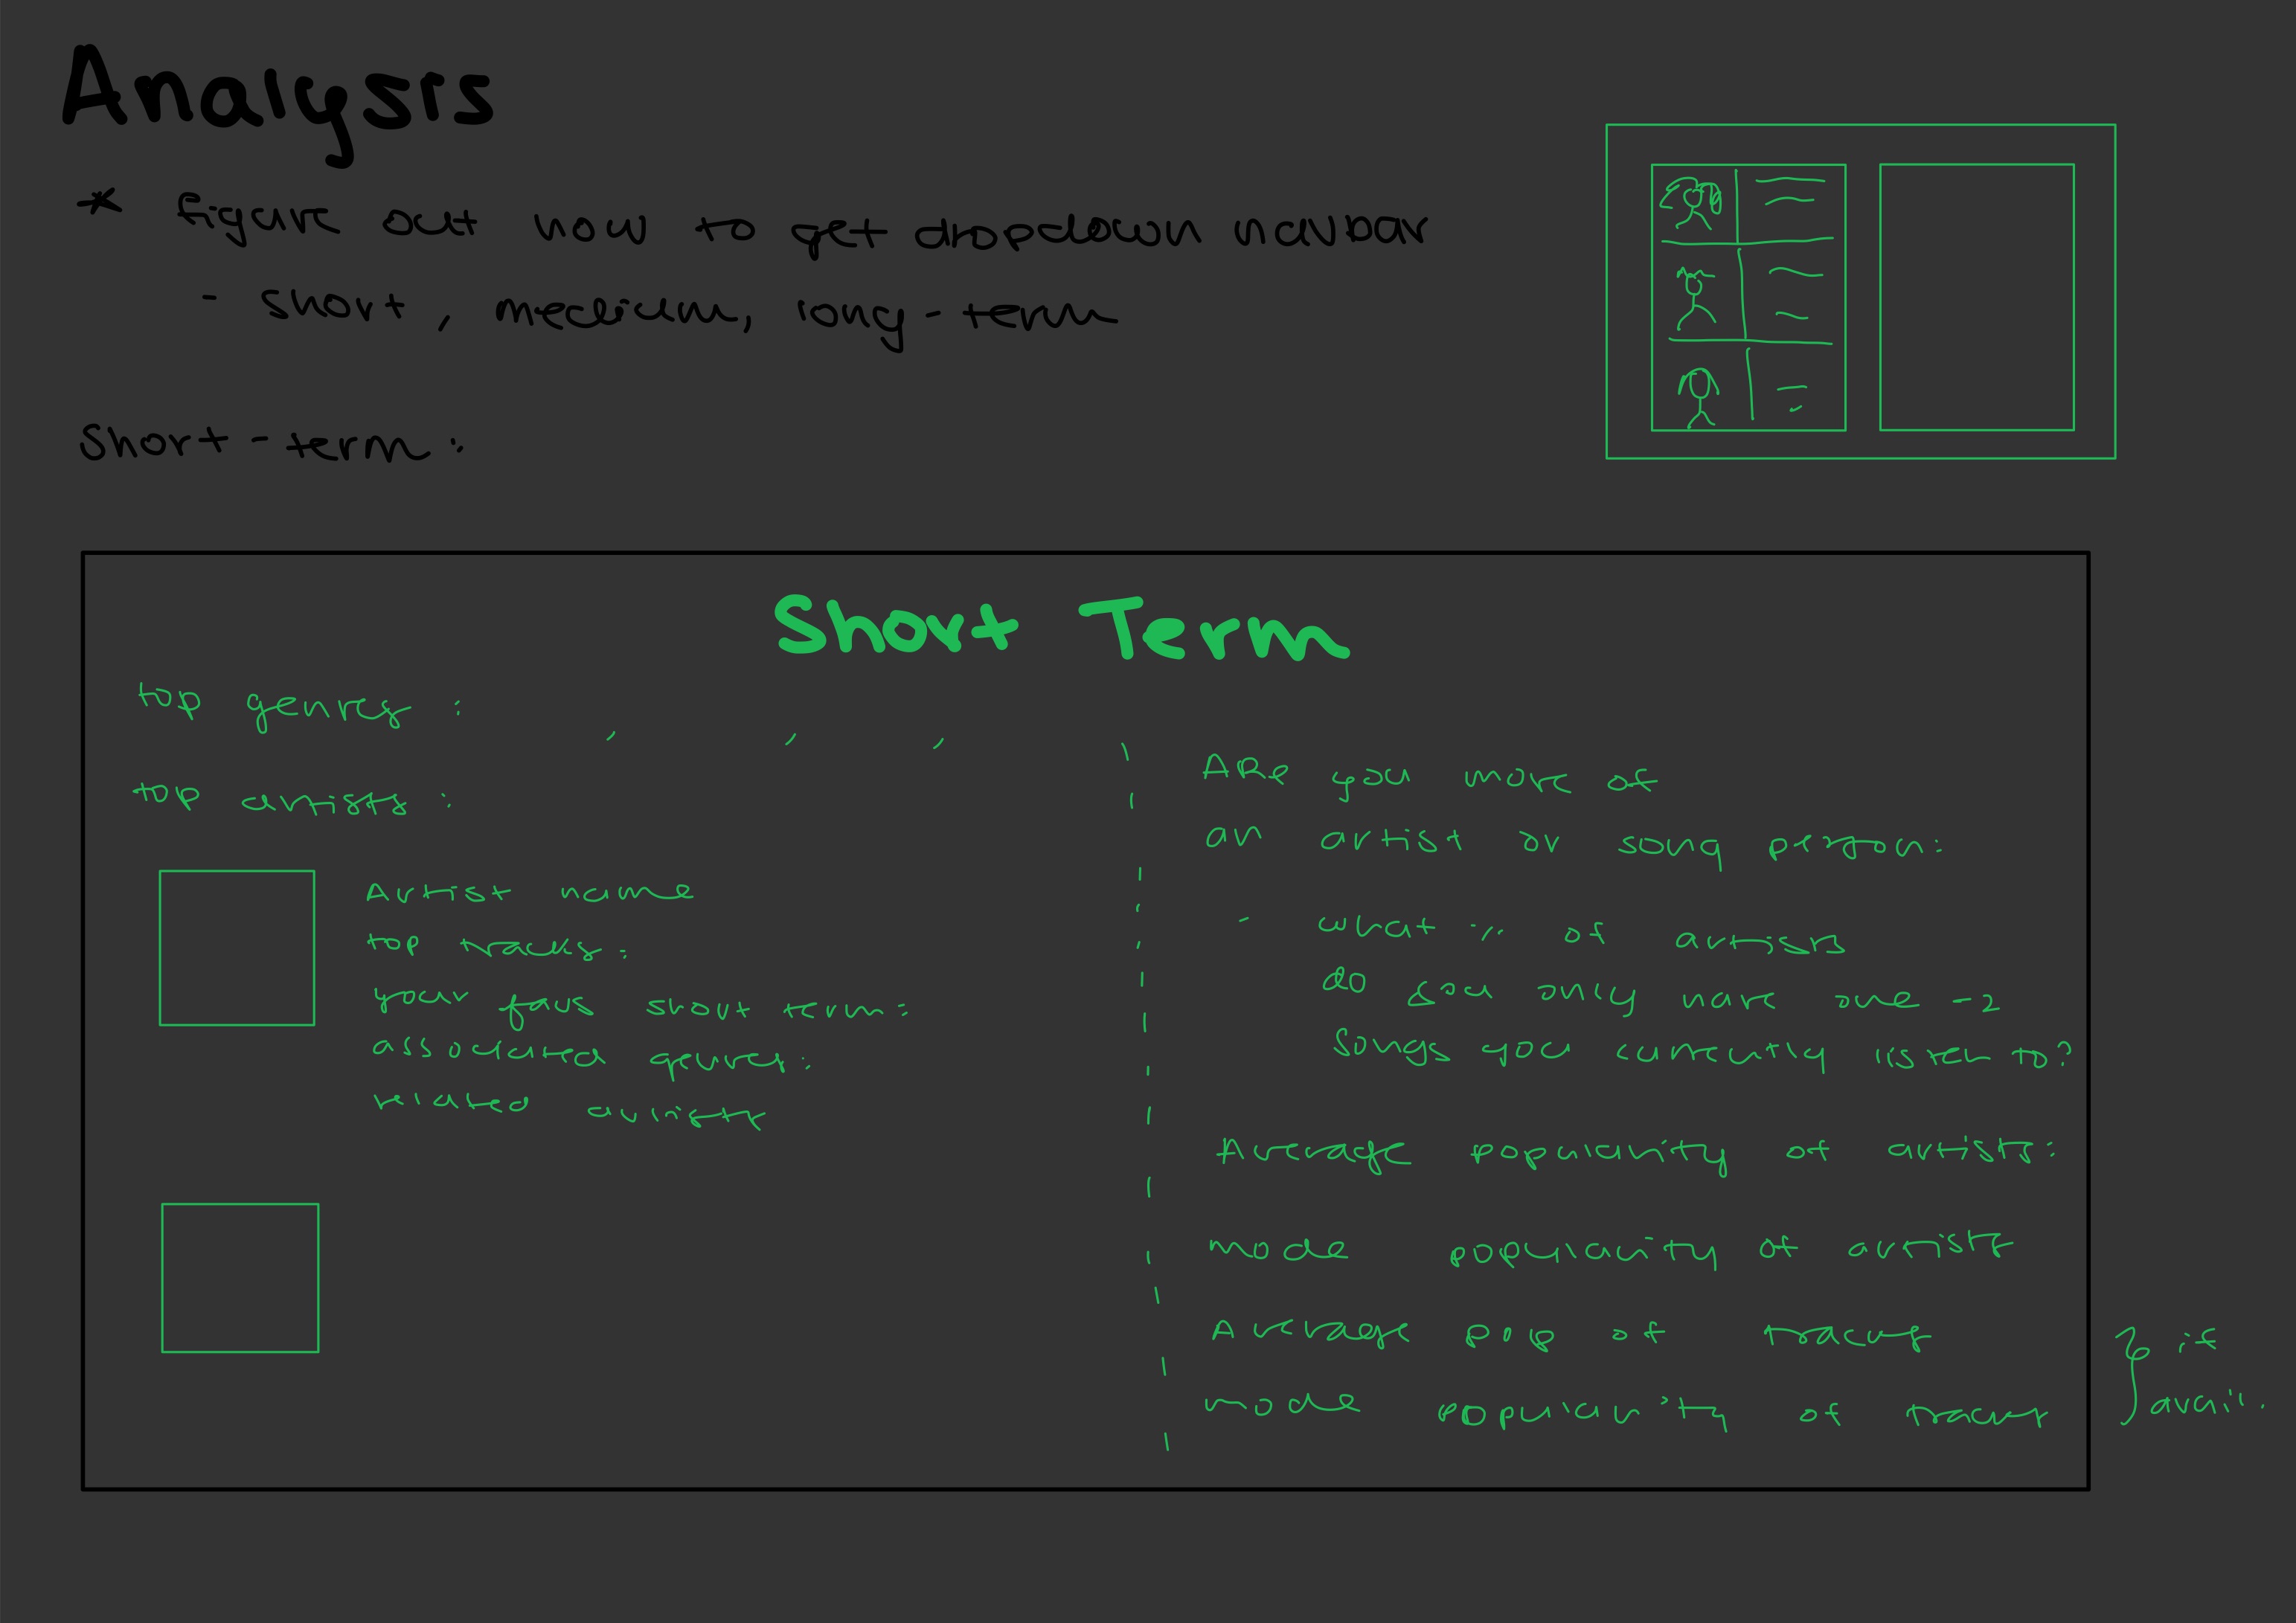 Analysis
* figure out how to get dropdown navbar
- short, medium, long-term
short-term:
Short Term
top genres: , , ,
top artists:
Artist name
top tracks:
your favs short term:
associated genres:
related artists
Are you more of
an artist or song person:
- what % of artists
do you only have one - 2
songs you currently listen to?
Average popularity of artists:
mode popularity of artists
Average pop of tracks
mode popularity of tracks
} if
avail.